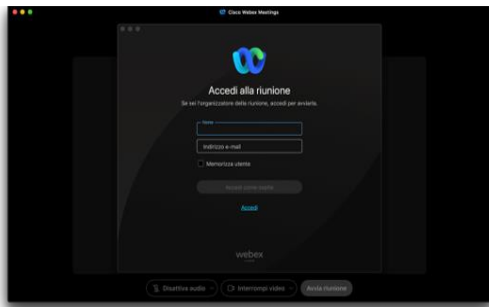 Cisco Webex Meetings
Accedi alla riunione
Se sei l'organizzatore della riunione, accedi per avviarla.
Nome
Indirizzo e-mail
Memorizza utente
Accedi come ospite
Accedi
webex
Disattiva audio
Interrompi video
Avvia riunione